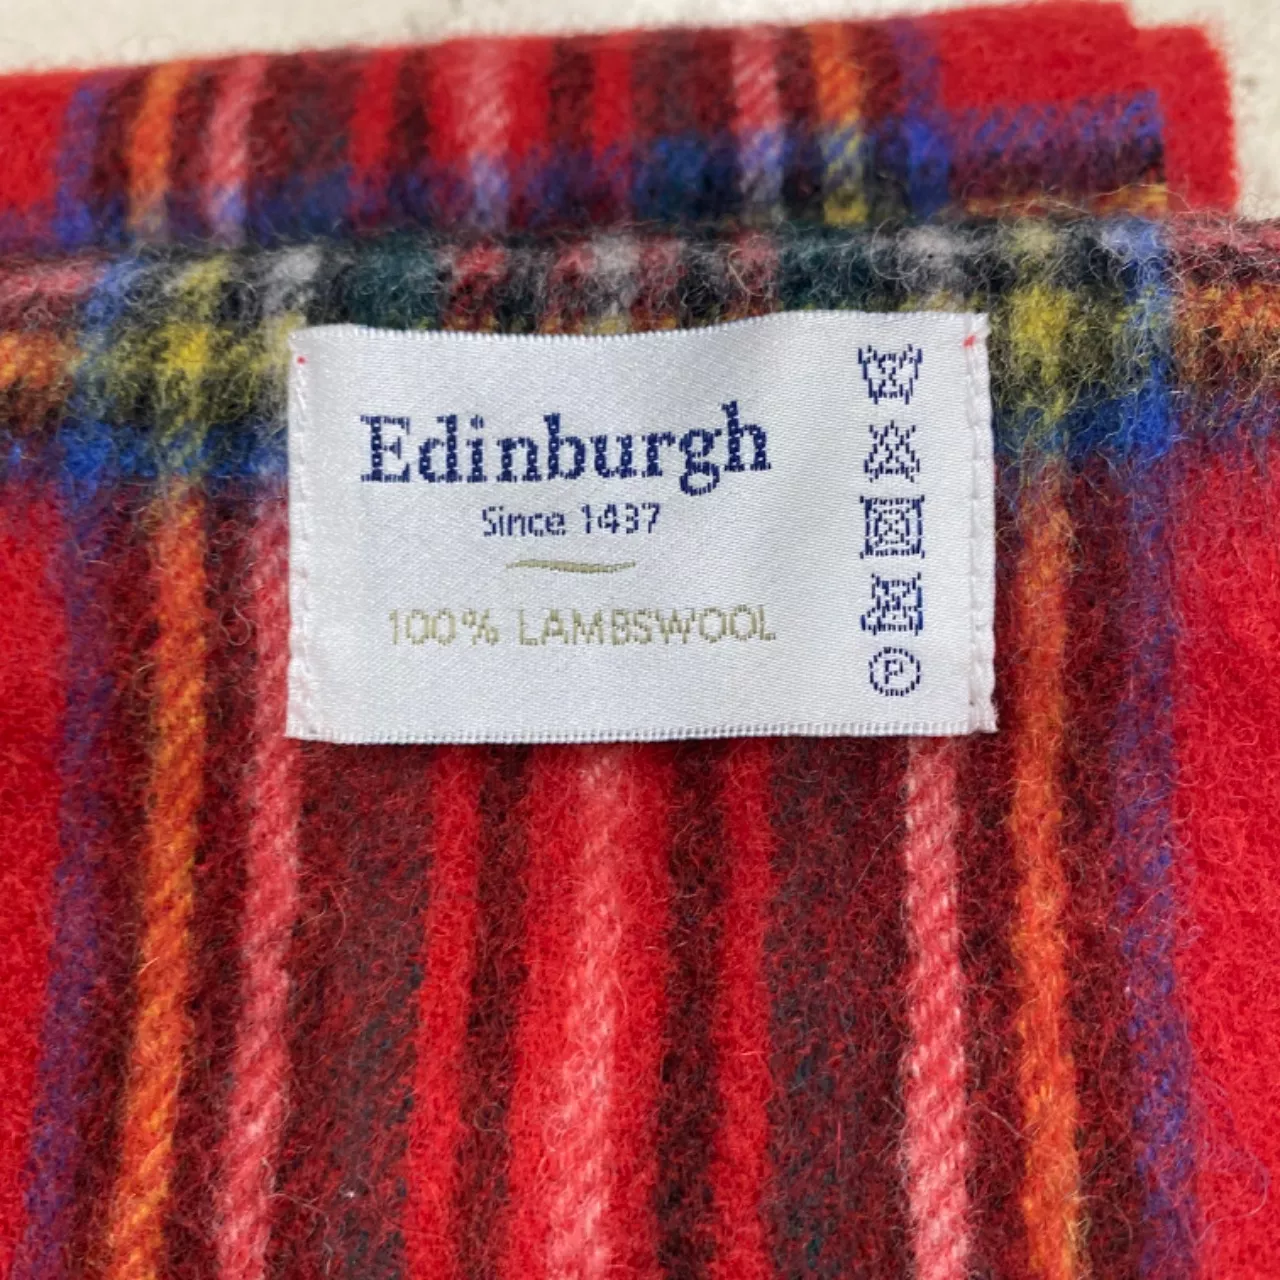 Edinburgh
Since 1437
100% LAMBSWOOL
P